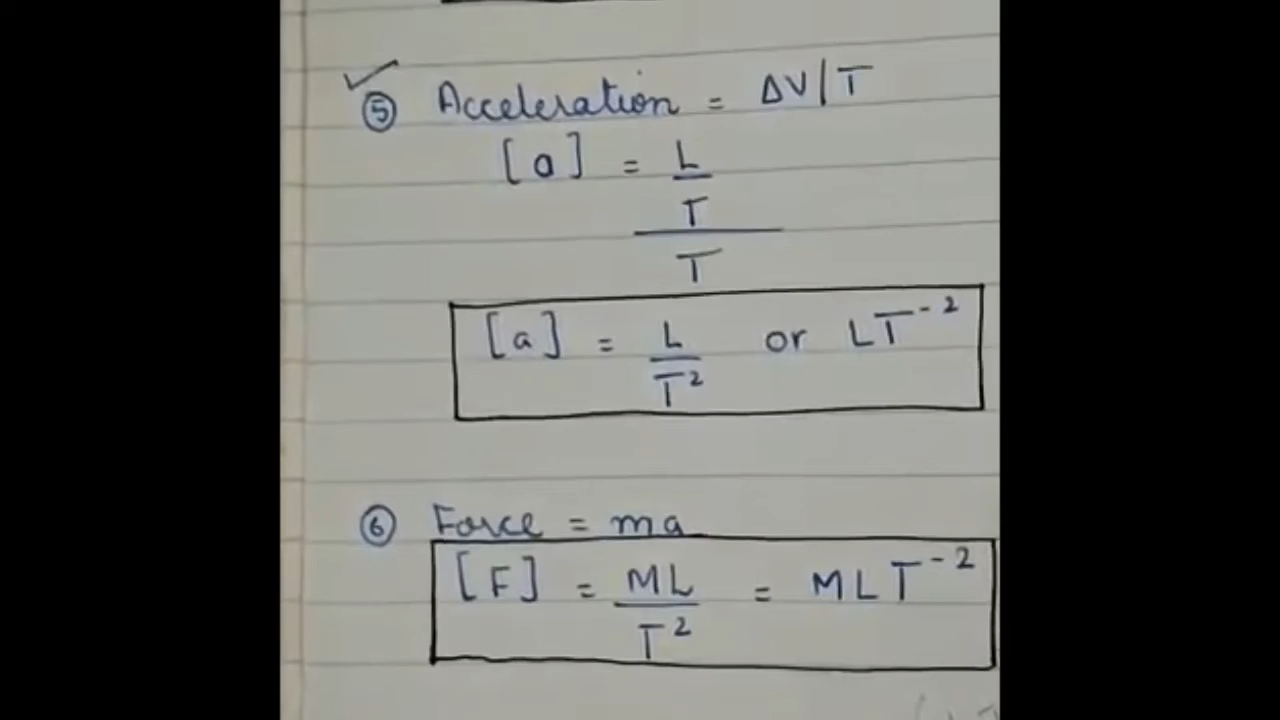 ⑤ Acceleration = ΔV/T
[a] = L/T / T
[a] = L/T² or LT⁻²
⑥ Force = ma
[F] = ML/T² = MLT⁻²